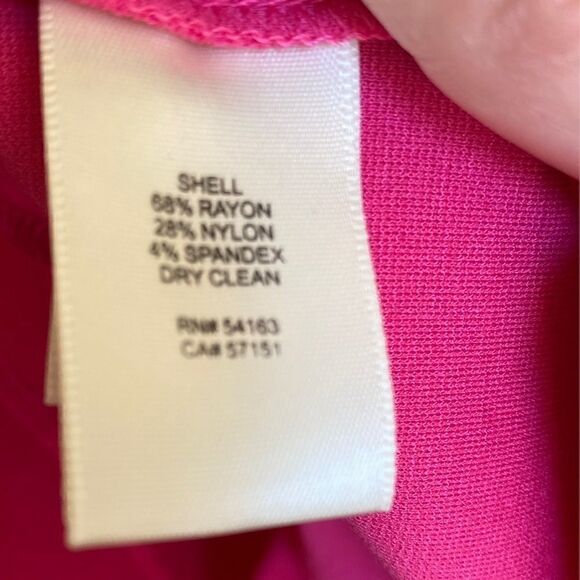 SHELL
68% RAYON
28% NYLON
4% SPANDEX
DRY CLEAN
RN# 54163
CA# 57151